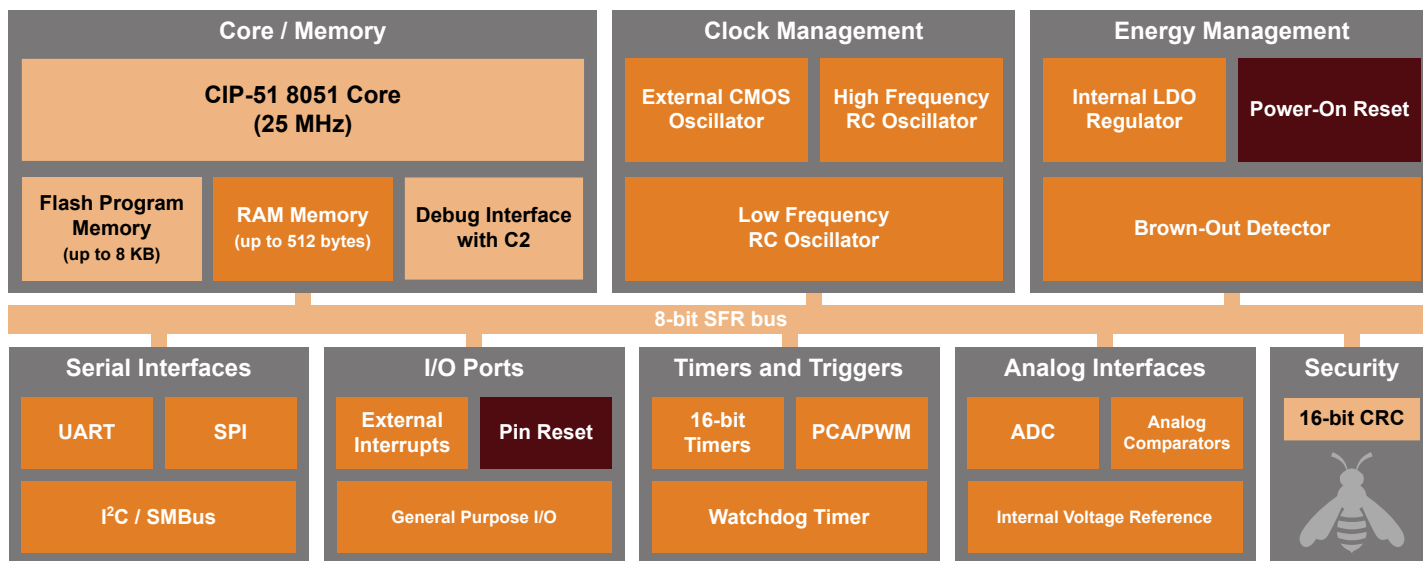 Core / Memory
CIP-51 8051 Core
(25 MHz)
Flash Program
Memory
(up to 8 KB)
RAM Memory
(up to 512 bytes)
Debug Interface
with C2
Clock Management
External CMOS
Oscillator
High Frequency
RC Oscillator
Low Frequency
RC Oscillator
Energy Management
Internal LDO
Regulator
Power-On Reset
Brown-Out Detector
8-bit SFR bus
Serial Interfaces
UART
SPI
I²C / SMBus
I/O Ports
External
Interrupts
Pin Reset
General Purpose I/O
Timers and Triggers
16-bit
Timers
PCA/PWM
Watchdog Timer
Analog Interfaces
ADC
Analog
Comparators
Internal Voltage Reference
Security
16-bit CRC